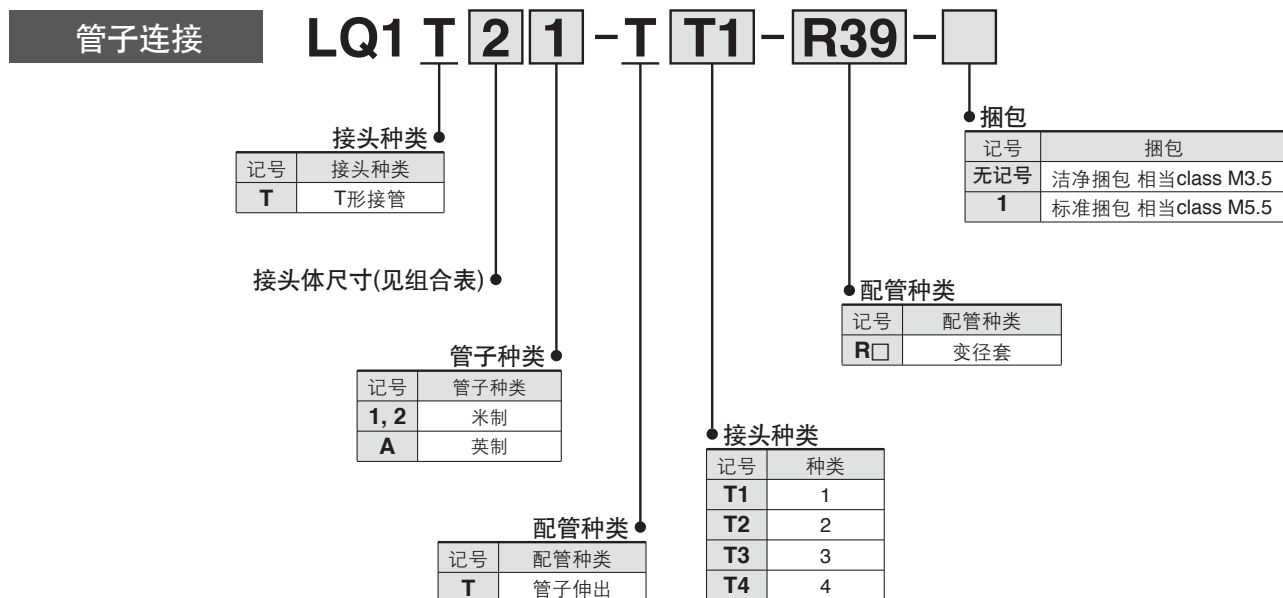 管子连接
LQ1 T 2 1 - T T1 - R39 -
接头种类
记号 接头种类
T T形接管
捆包
记号 捆包
无记号 洁净捆包 相当class M3.5
1 标准捆包 相当class M5.5
接头体尺寸(见组合表)
配管种类
记号 配管种类
R□ 变径套
管子种类
记号 管子种类
1, 2 米制
A 英制
接头种类
记号 种类
T1 1
T2 2
T3 3
T4 4
配管种类
记号 配管种类
T 管子伸出